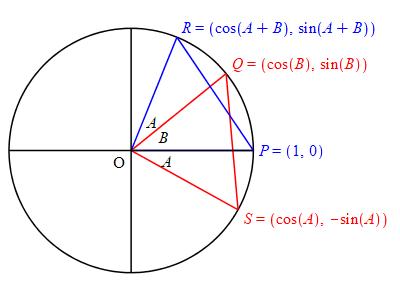 R = (cos(A + B), sin(A + B))
Q = (cos(B), sin(B))
A
B
O
A
P = (1, 0)
S = (cos(A), −sin(A))